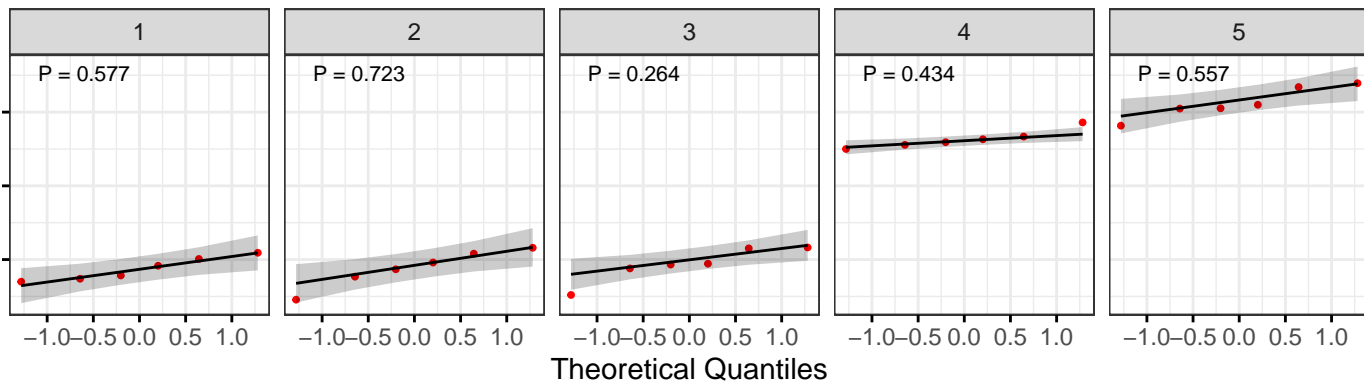 1 2 3 4 5
P = 0.577 P = 0.723 P = 0.264 P = 0.434 P = 0.557
−1.0 −0.5 0.0 0.5 1.0 −1.0 −0.5 0.0 0.5 1.0 −1.0 −0.5 0.0 0.5 1.0 −1.0 −0.5 0.0 0.5 1.0 −1.0 −0.5 0.0 0.5 1.0
Theoretical Quantiles